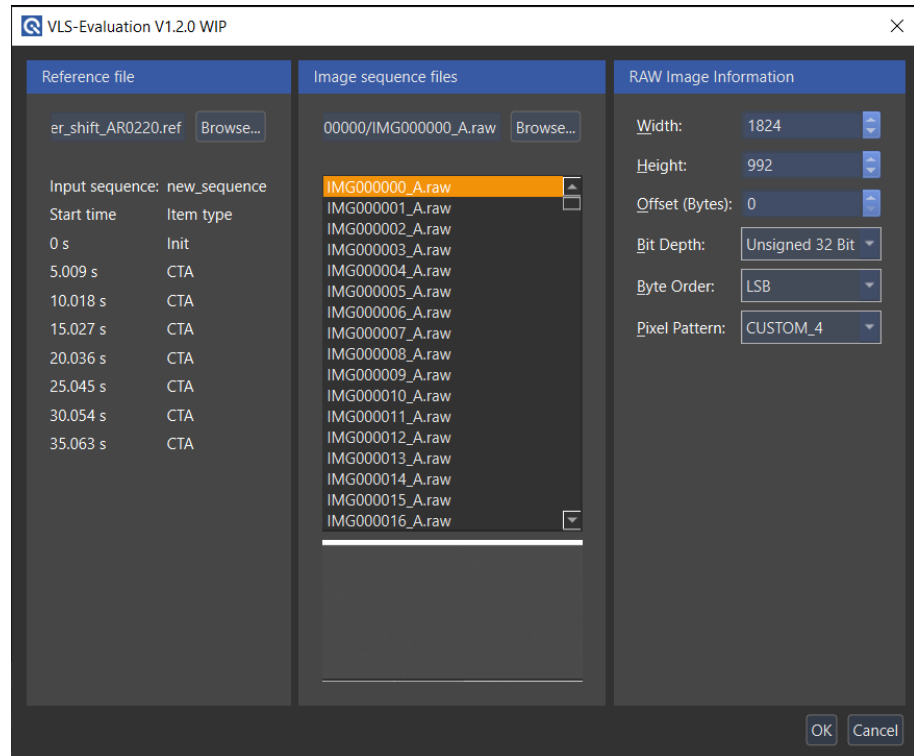 VLS-Evaluation V1.2.0 WIP
Reference file
er_shift_AR0220.ref Browse...
Input sequence: new_sequence
Start time Item type
0 s Init
5.009 s CTA
10.018 s CTA
15.027 s CTA
20.036 s CTA
25.045 s CTA
30.054 s CTA
35.063 s CTA
Image sequence files
00000/IMG000000_A.raw Browse...
IMG000000_A.raw
IMG000001_A.raw
IMG000002_A.raw
IMG000003_A.raw
IMG000004_A.raw
IMG000005_A.raw
IMG000006_A.raw
IMG000007_A.raw
IMG000008_A.raw
IMG000009_A.raw
IMG000010_A.raw
IMG000011_A.raw
IMG000012_A.raw
IMG000013_A.raw
IMG000014_A.raw
IMG000015_A.raw
IMG000016_A.raw
RAW Image Information
Width: 1824
Height: 992
Offset (Bytes): 0
Bit Depth: Unsigned 32 Bit
Byte Order: LSB
Pixel Pattern: CUSTOM_4
OK Cancel